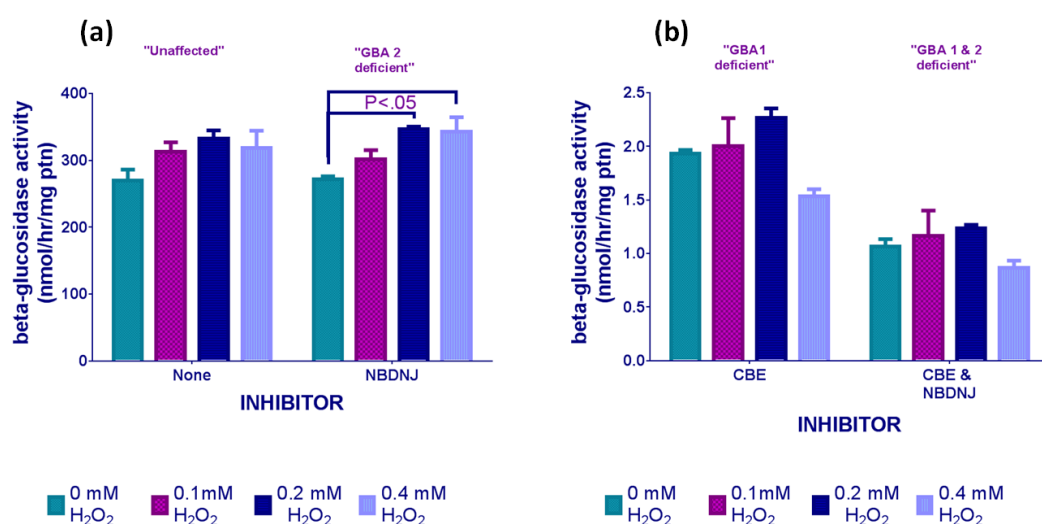 (a)
"Unaffected"
"GBA 2
deficient"
P<.05
400
300
200
100
0
beta-glucosidase activity
(nmol/hr/mg ptn)
None
NBDNJ
INHIBITOR
0 mM
H₂O₂
0.1mM
H₂O₂
0.2 mM
H₂O₂
0.4 mM
H₂O₂
(b)
"GBA1
deficient"
"GBA 1 & 2
deficient"
2.5
2.0
1.5
1.0
0.5
0.0
beta-glucosidase activity
(nmol/hr/mg ptn)
CBE
CBE &
NBDNJ
INHIBITOR
0 mM
H₂O₂
0.1mM
H₂O₂
0.2 mM
H₂O₂
0.4 mM
H₂O₂